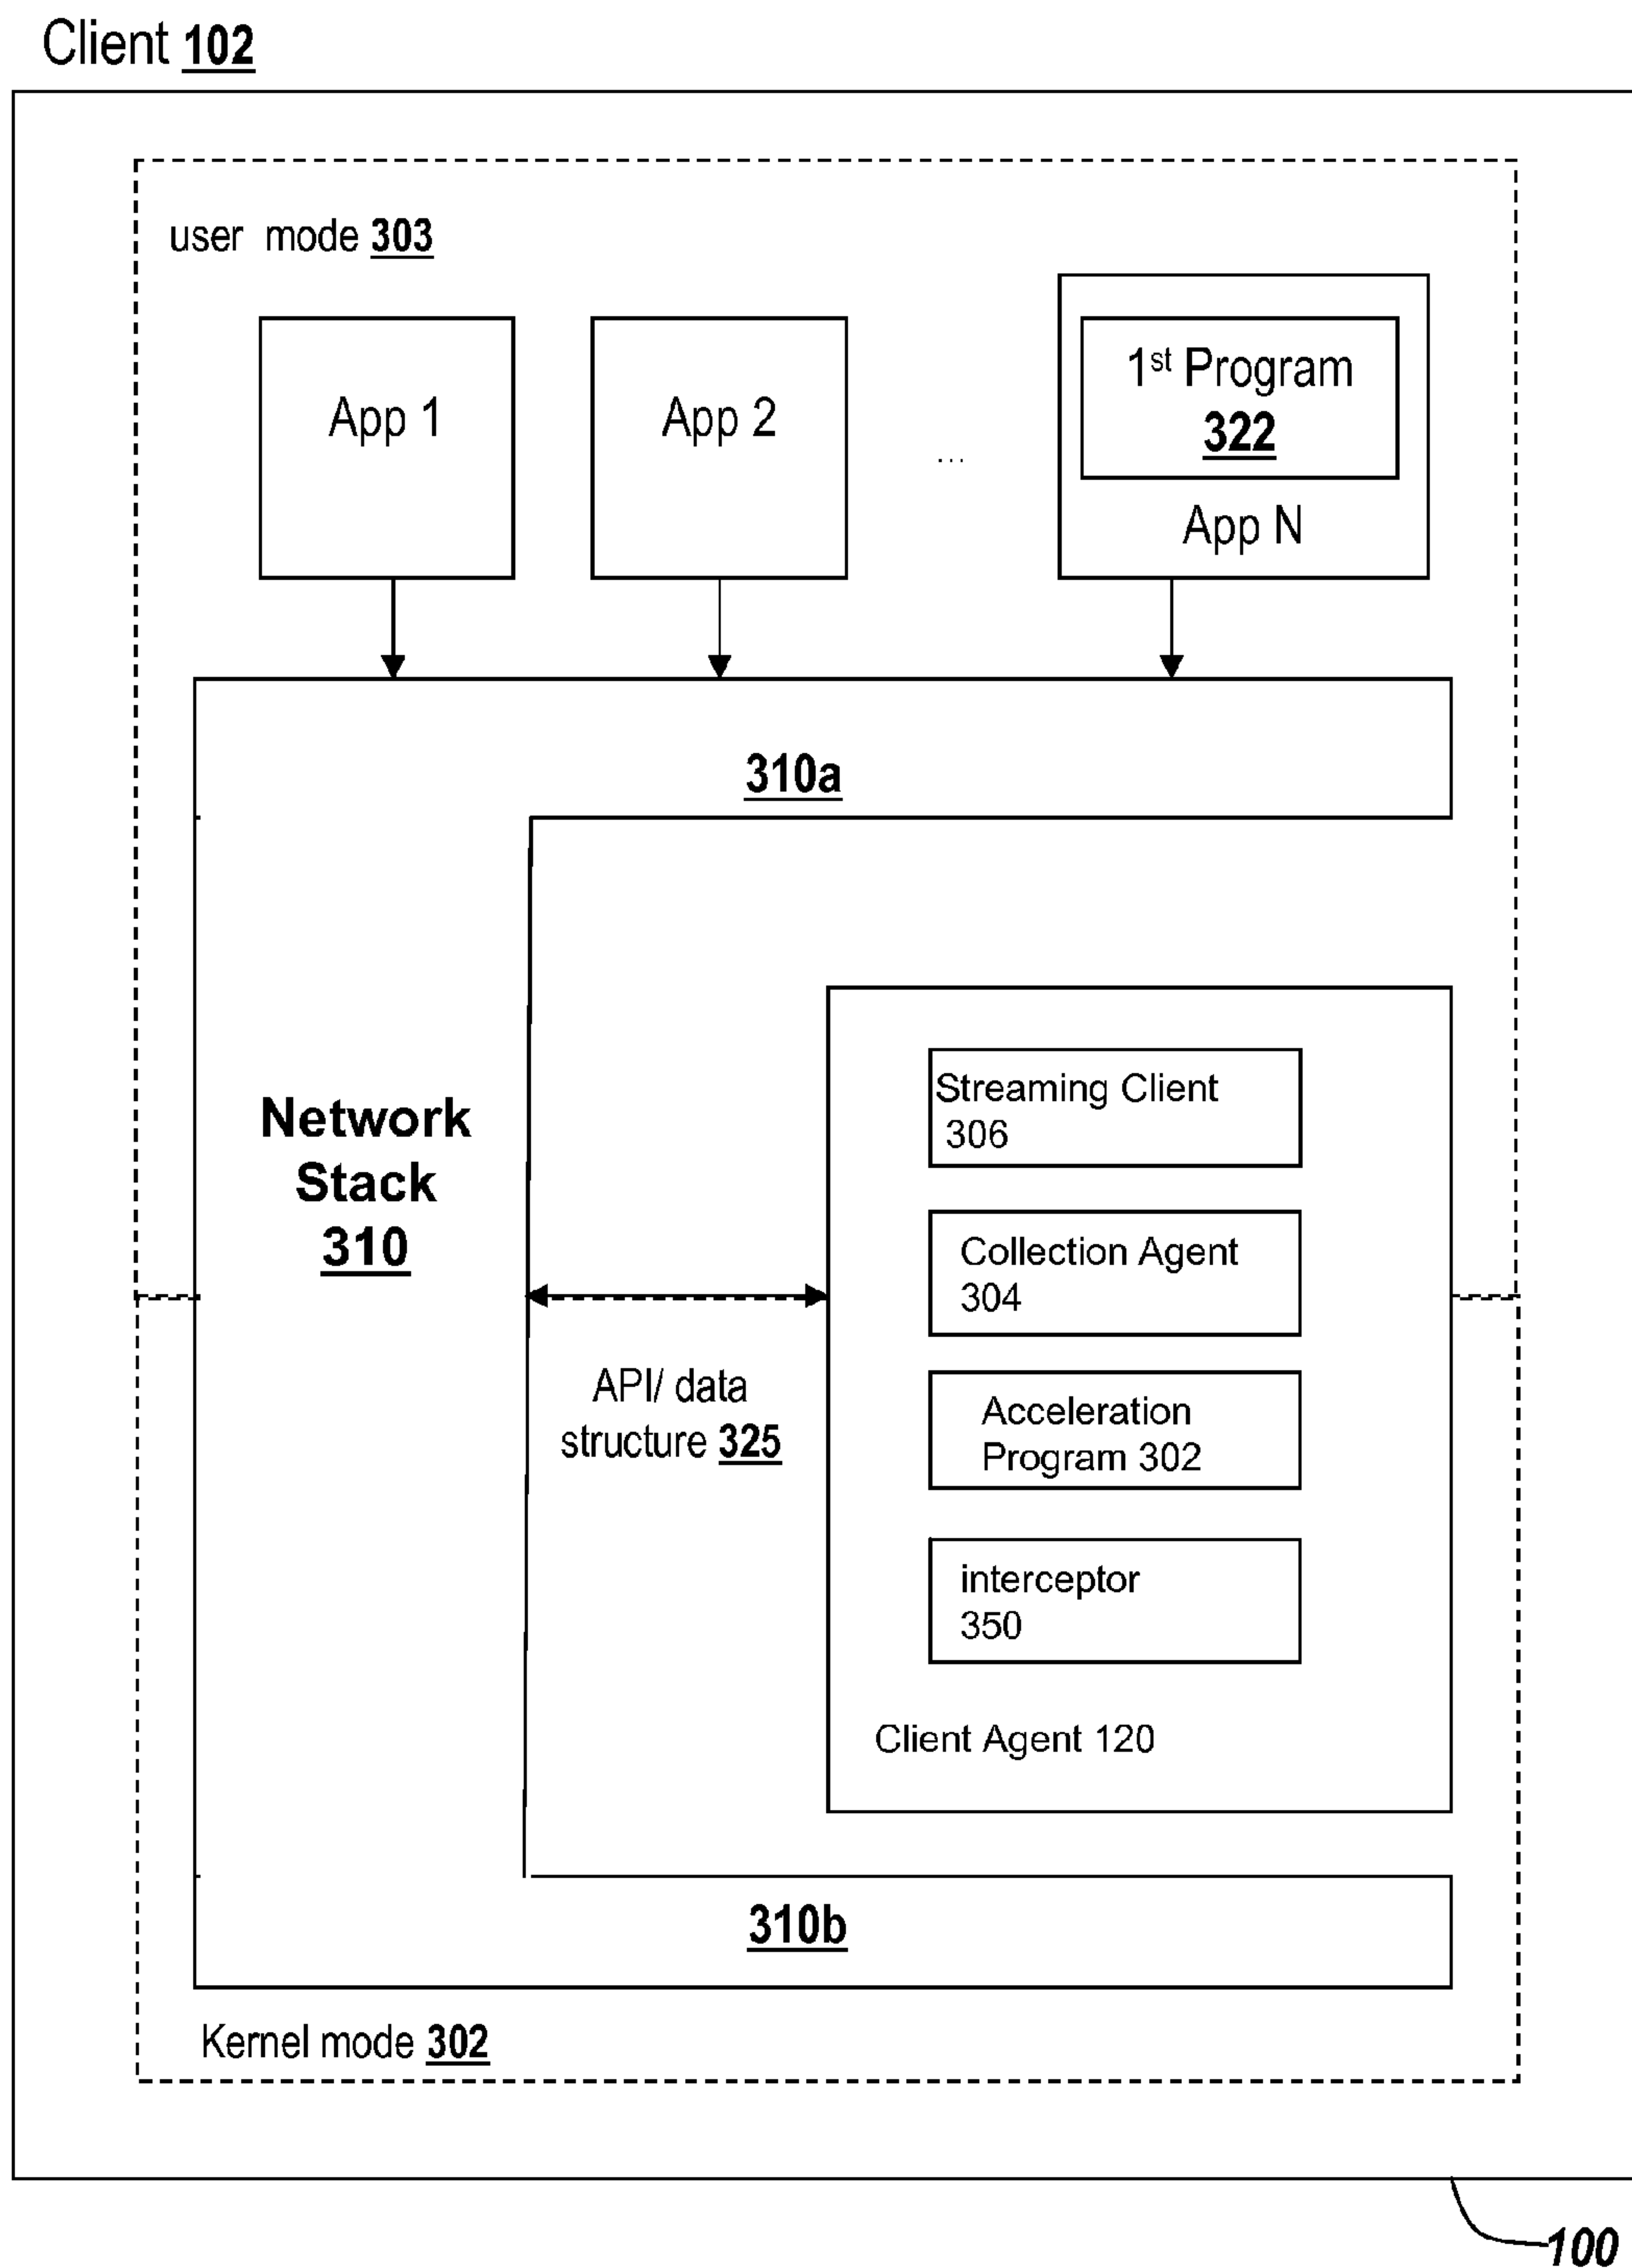 Client 102
user mode 303
App 1
App 2
...
1st Program
322
App N
310a
Network
Stack
310
Streaming Client
306
Collection Agent
304
API/ data
structure 325
Acceleration
Program 302
interceptor
350
Client Agent 120
310b
Kernel mode 302
100